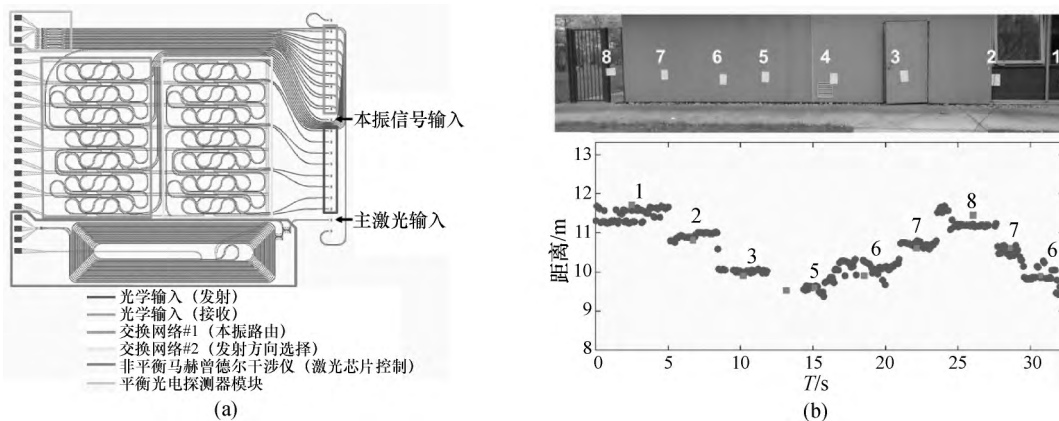 本振信号输入
主激光输入
光学输入（发射）
光学输入（接收）
交换网络#1（本振路由）
交换网络#2（发射方向选择）
非平衡马赫曾德尔干涉仪（激光芯片控制）
平衡光电探测器模块
(a)
8 7 6 5 4 3 2 1
距离/m
13
12
11
10
9
8
1 2 3 5 6 7 8 7 6
0 5 10 15 20 25 30
T/s
(b)